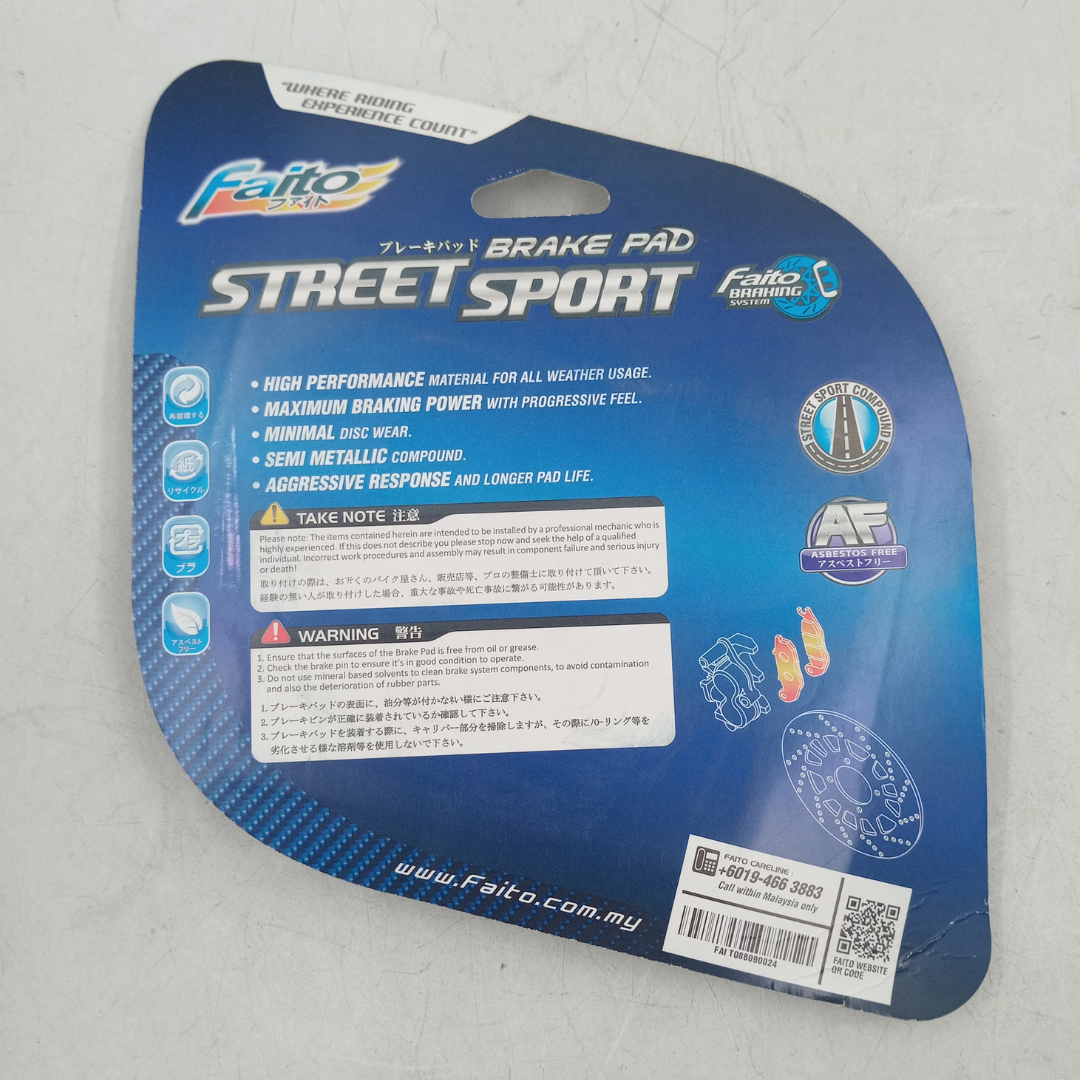 "WHERE RIDING
EXPERIENCE COUNT"
Faito
ファイト
ブレーキパッド BRAKE PAD
STREET SPORT
Faito
BRAKING
SYSTEM
再循環する
紙
リサイクル
プラ
プラ
アスベスト
フリー
• HIGH PERFORMANCE MATERIAL FOR ALL WEATHER USAGE.
• MAXIMUM BRAKING POWER WITH PROGRESSIVE FEEL.
• MINIMAL DISC WEAR.
• SEMI METALLIC COMPOUND.
• AGGRESSIVE RESPONSE AND LONGER PAD LIFE.
STREET SPORT COMPOUND
AF
ASBESTOS FREE
アスベストフリー
TAKE NOTE 注意
Please note: The items contained herein are intended to be installed by a professional mechanic who is
highly experienced. If this does not describe you please stop now and seek the help of a qualified
individual. Incorrect work procedures and assembly may result in component failure and serious injury
or death!
取り付けの際は、お近くのバイク屋さん、販売店等、プロの整備士に取り付けて頂いて下さい。
経験の無い人が取り付けした場合、重大な事故や死亡事故に繋がる可能性があります。
WARNING 警告
1. Ensure that the surfaces of the Brake Pad is free from oil or grease.
2. Check the brake pin to ensure it's in good condition to operate.
3. Do not use mineral based solvents to clean brake system components, to avoid contamination
and also the deterioration of rubber parts.
1. ブレーキパッドの表面に、油分等が付かない様にご注意下さい。
2. ブレーキピンが正確に装着されているか確認して下さい。
3. ブレーキパッドを装着する際に、キャリパー部分を掃除しますが、その際に/O-リング等を
劣化させる様な溶剤等を使用しないで下さい。
www.Faito.com.my
FAITO CARELINE :
+6019-466 3883
Call within Malaysia only
FAITO88090024
FAITO WEBSITE
QR CODE